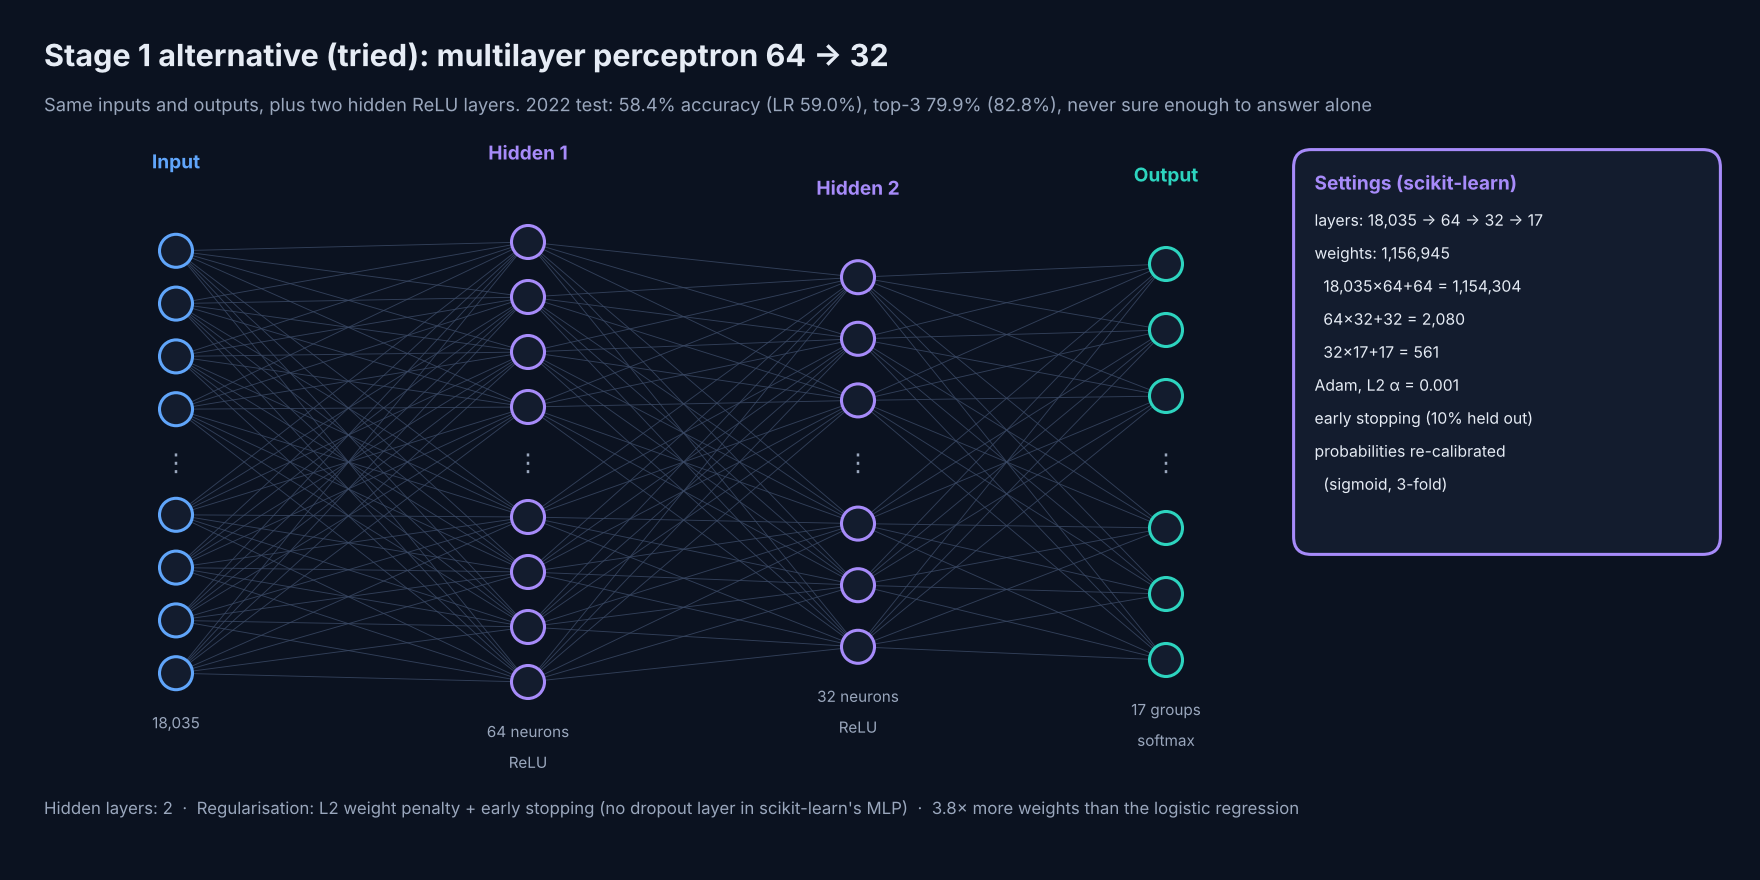 Stage 1 alternative (tried): multilayer perceptron 64 → 32
Same inputs and outputs, plus two hidden ReLU layers. 2022 test: 58.4% accuracy (LR 59.0%), top-3 79.9% (82.8%), never sure enough to answer alone
Input
Hidden 1
Hidden 2
Output
⋮
⋮
⋮
⋮
18,035
64 neurons
ReLU
32 neurons
ReLU
17 groups
softmax
Settings (scikit-learn)
layers: 18,035 → 64 → 32 → 17
weights: 1,156,945
18,035×64+64 = 1,154,304
64×32+32 = 2,080
32×17+17 = 561
Adam, L2 α = 0.001
early stopping (10% held out)
probabilities re-calibrated
(sigmoid, 3-fold)
Hidden layers: 2 · Regularisation: L2 weight penalty + early stopping (no dropout layer in scikit-learn's MLP) · 3.8× more weights than the logistic regression